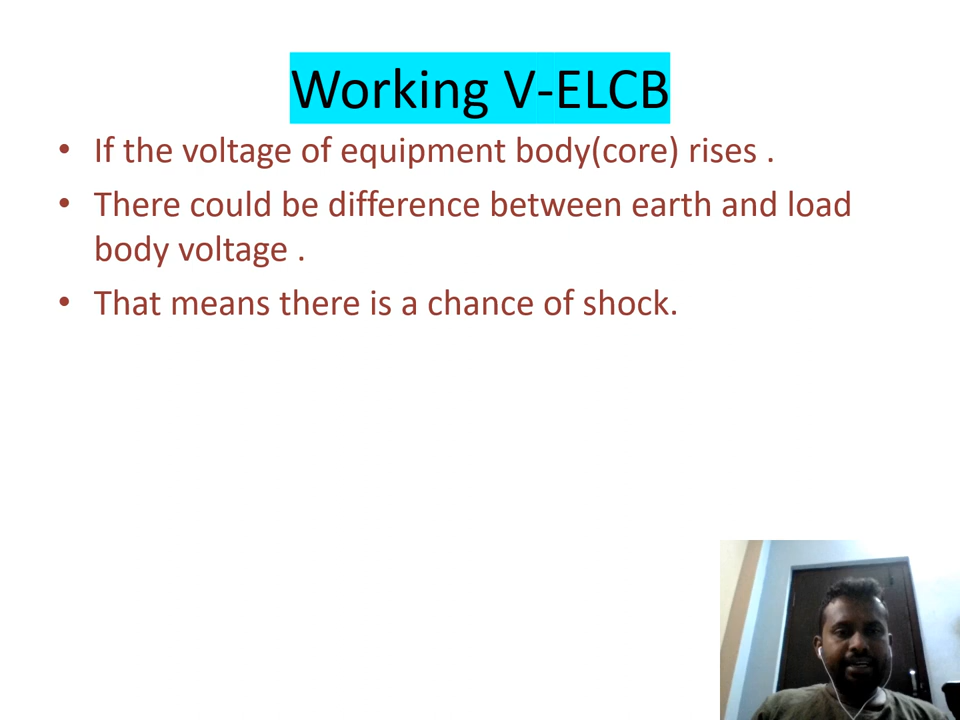 Working V-ELCB
• If the voltage of equipment body(core) rises .
• There could be difference between earth and load
body voltage .
• That means there is a chance of shock.